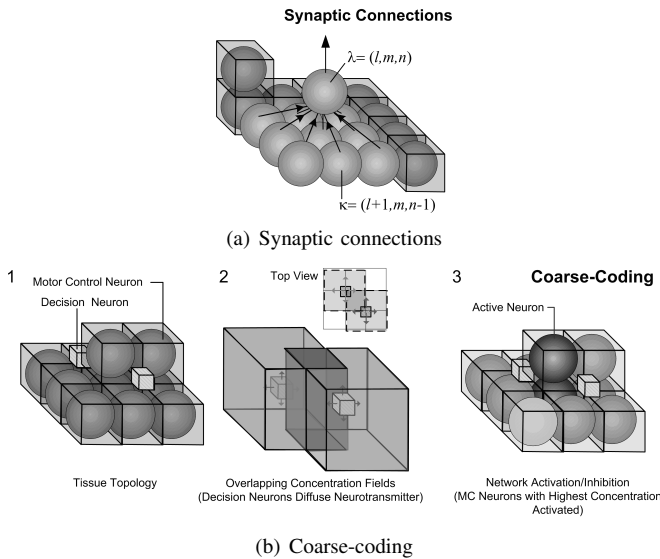 Synaptic Connections
λ= (l,m,n)
κ= (l+1,m,n-1)
(a) Synaptic connections
1
Motor Control Neuron
Decision Neuron
2
Top View
3
Coarse-Coding
Active Neuron
Tissue Topology
Overlapping Concentration Fields
(Decision Neurons Diffuse Neurotransmitter)
Network Activation/Inhibition
(MC Neurons with Highest Concentration
Activated)
(b) Coarse-coding